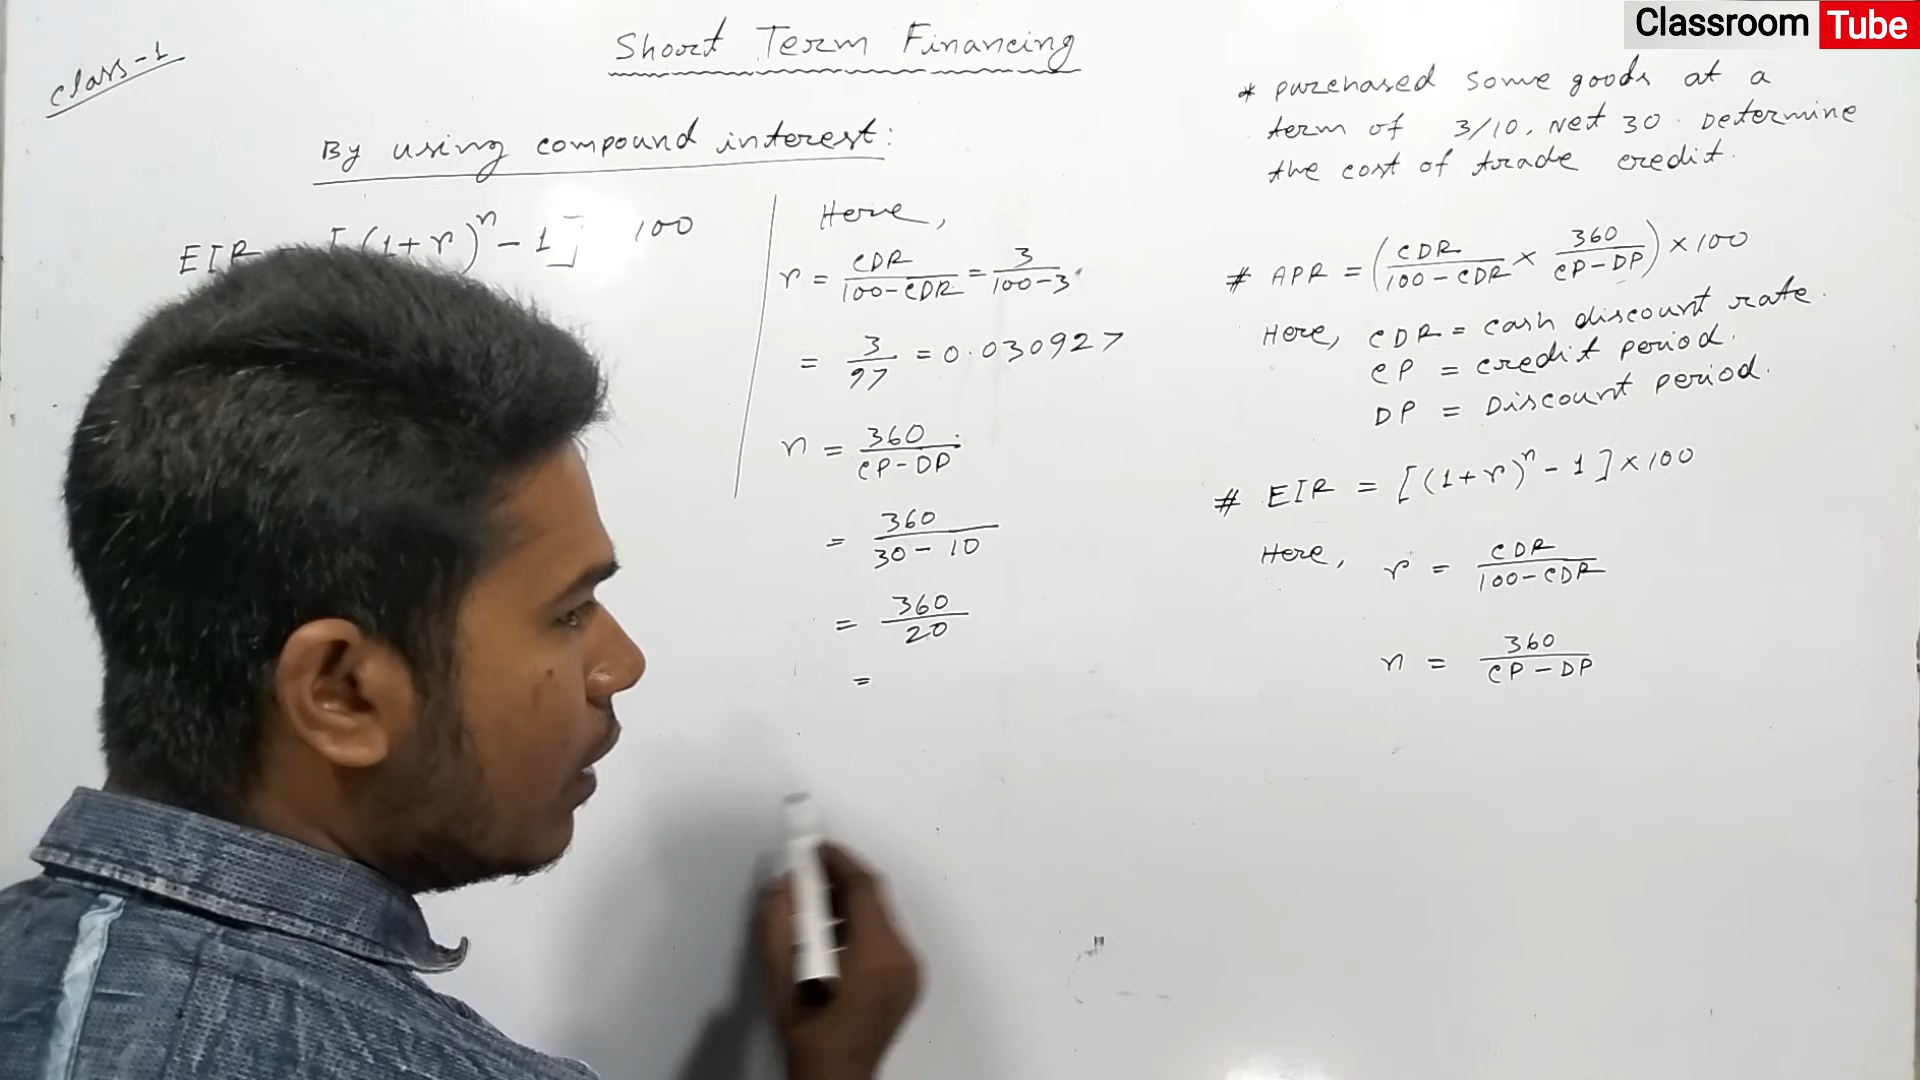 Classroom Tube
class-1
Short Term Financing
By using compound interest:
EIR = [(1+r)^n - 1] 100
Here,
r = CDR/100-CDR = 3/100-3
= 3/97 = 0.030927
n = 360/CP-DP
= 360/30-10
= 360/20
=
* purchased some goods at a
term of 3/10, Net 30. Determine
the cost of trade credit.
# APR = (CDR/100-CDR × 360/CP-DP) × 100
Here, CDR = cash discount rate.
CP = credit period.
DP = Discount period.
# EIR = [(1+r)^n - 1] × 100
Here, r = CDR/100-CDR
n = 360/CP-DP